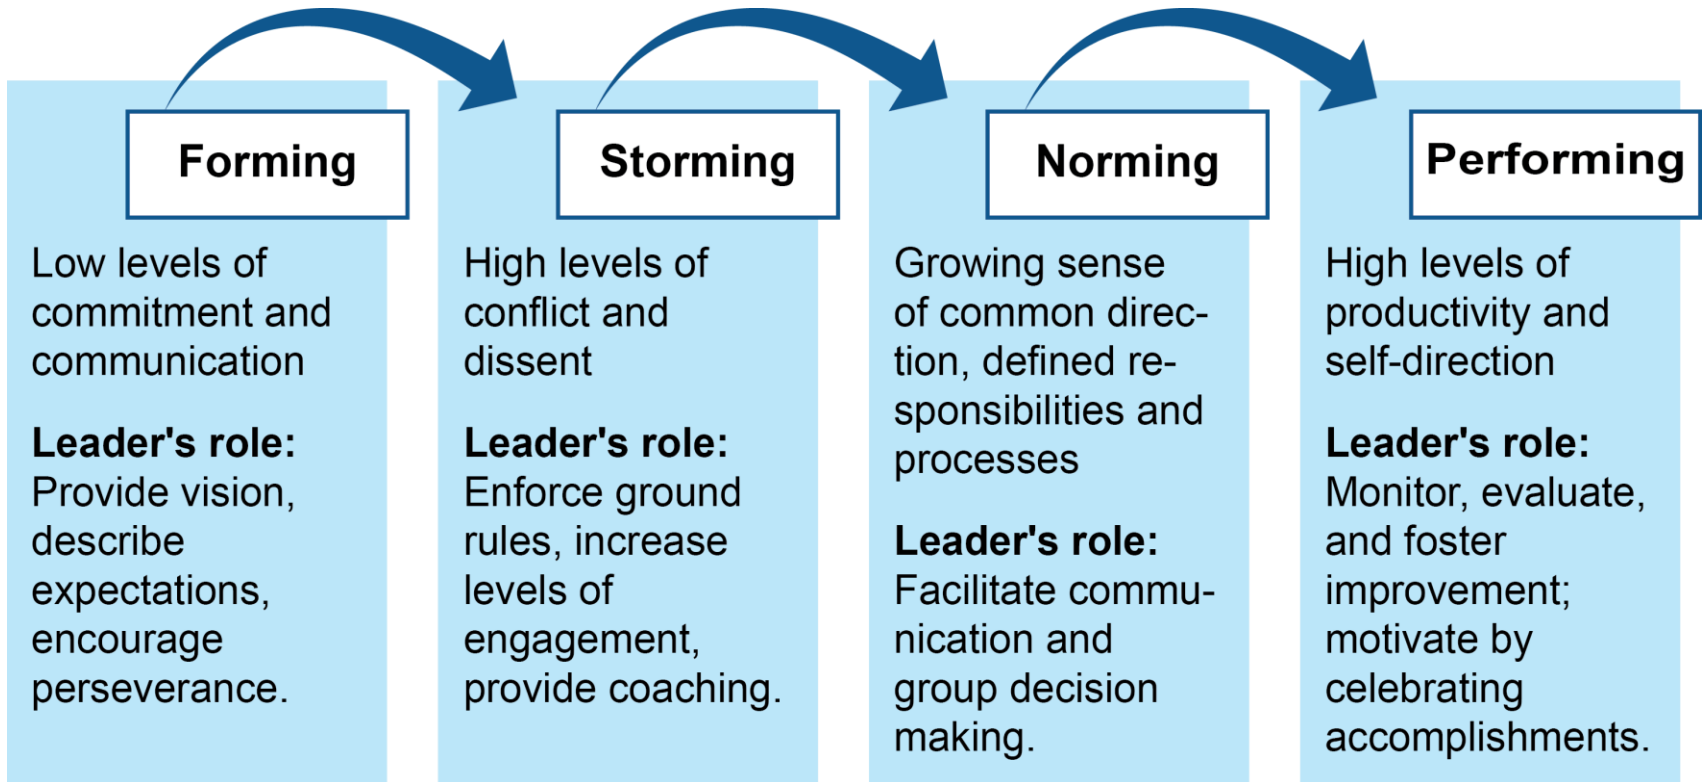 Forming
Low levels of
commitment and
communication
Leader's role:
Provide vision,
describe
expectations,
encourage
perseverance.
Storming
High levels of
conflict and
dissent
Leader's role:
Enforce ground
rules, increase
levels of
engagement,
provide coaching.
Norming
Growing sense
of common direc-
tion, defined re-
sponsibilities and
processes
Leader's role:
Facilitate commu-
nication and
group decision
making.
Performing
High levels of
productivity and
self-direction
Leader's role:
Monitor, evaluate,
and foster
improvement;
motivate by
celebrating
accomplishments.